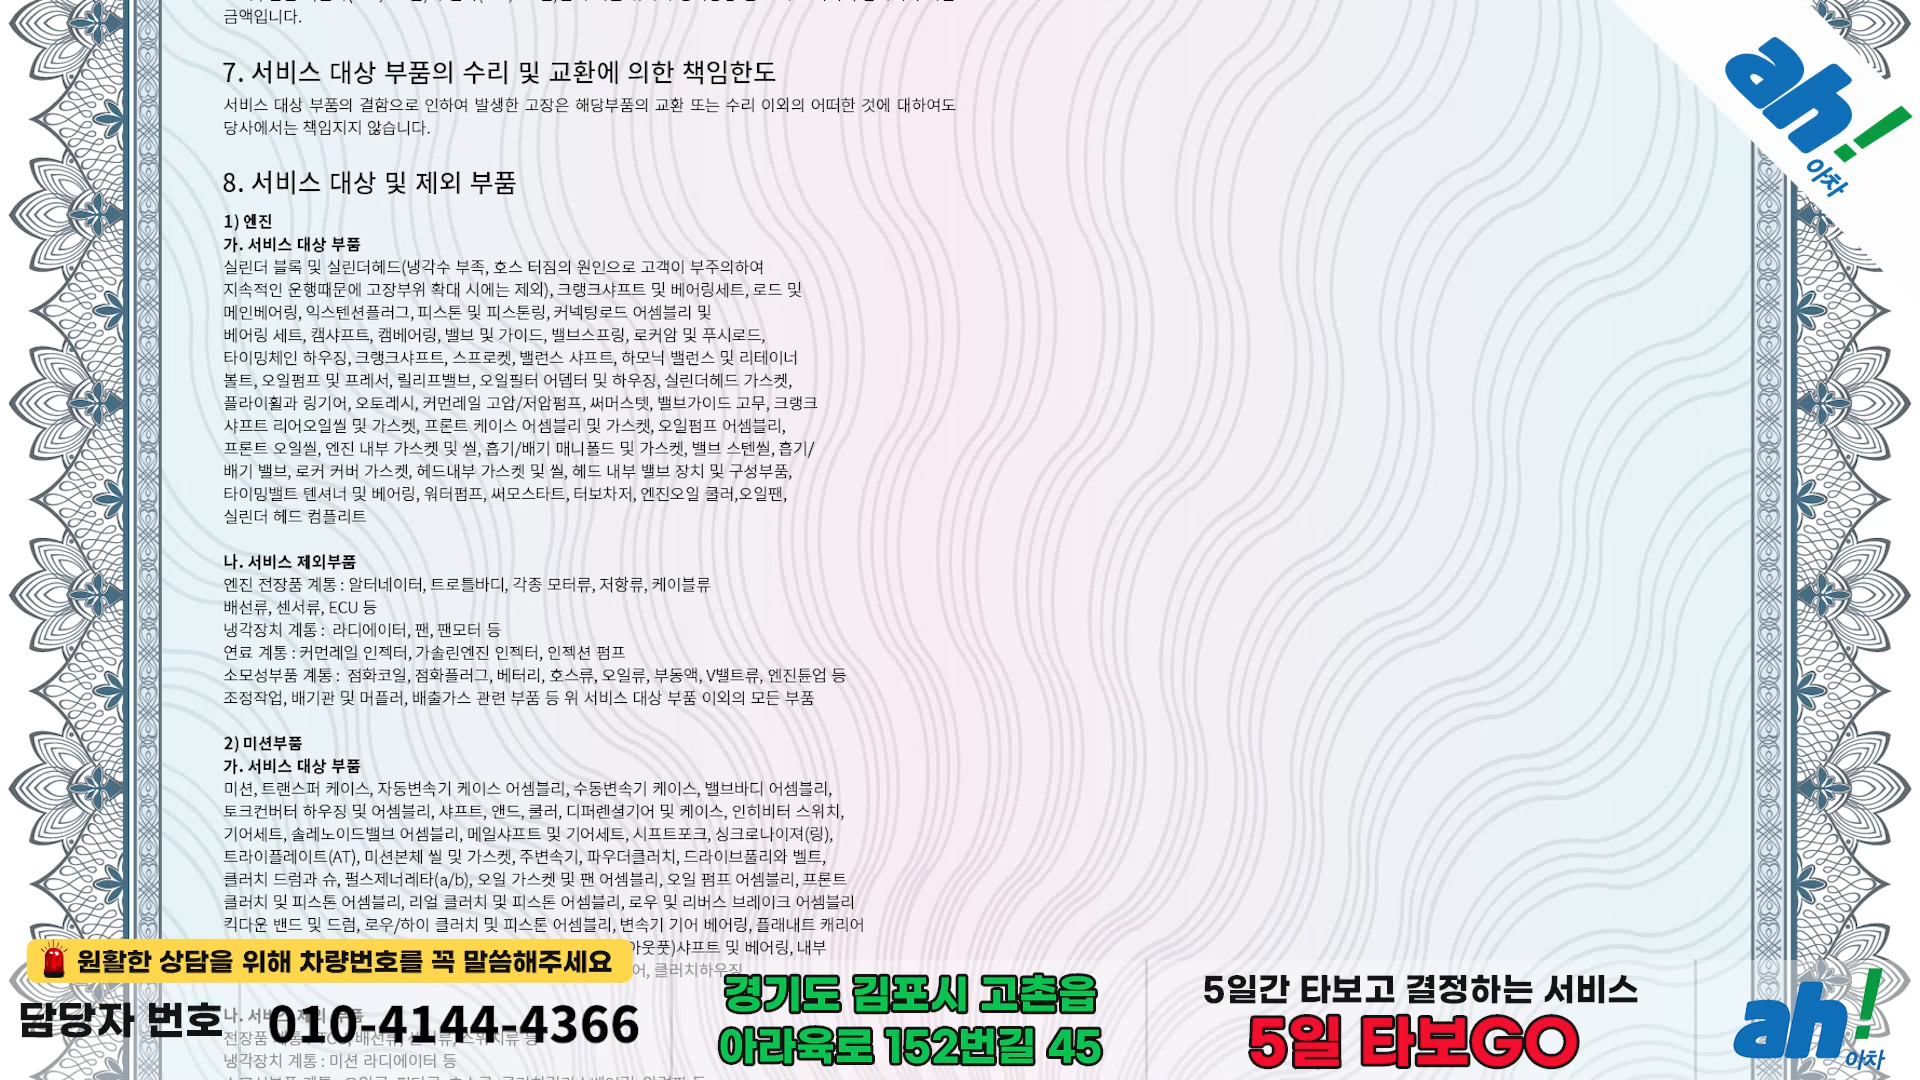 금액입니다.
7. 서비스 대상 부품의 수리 및 교환에 의한 책임한도
서비스 대상 부품의 결함으로 인하여 발생한 고장은 해당부품의 교환 또는 수리 이외의 어떠한 것에 대하여도
당사에서는 책임지지 않습니다.
8. 서비스 대상 및 제외 부품
1) 엔진
가. 서비스 대상 부품
실린더 블록 및 실린더헤드(냉각수 부족, 호스 터짐의 원인으로 고객이 부주의하여
지속적인 운행때문에 고장부위 확대 시에는 제외), 크랭크샤프트 및 베어링세트, 로드 및
메인베어링, 익스텐션플러그, 피스톤 및 피스톤링, 커넥팅로드 어셈블리 및
베어링 세트, 캠샤프트, 캠베어링, 밸브 및 가이드, 밸브스프링, 로커암 및 푸시로드,
타이밍체인 하우징, 크랭크샤프트, 스프로켓, 밸런스 샤프트, 하모닉 밸런스 및 리테이너
볼트, 오일펌프 및 프레서, 릴리프밸브, 오일필터 어뎁터 및 하우징, 실린더헤드 가스켓,
플라이휠과 링기어, 오토레시, 커먼레일 고압/저압펌프, 써머스텟, 밸브가이드 고무, 크랭크
샤프트 리어오일씰 및 가스켓, 프론트 케이스 어셈블리 및 가스켓, 오일펌프 어셈블리,
프론트 오일씰, 엔진 내부 가스켓 및 씰, 흡기/배기 매니폴드 및 가스켓, 밸브 스텐씰, 흡기/
배기 밸브, 로커 커버 가스켓, 헤드내부 가스켓 및 씰, 헤드 내부 밸브 장치 및 구성부품,
타이밍밸트 텐셔너 및 베어링, 워터펌프, 써모스타트, 터보차저, 엔진오일 쿨러,오일팬,
실린더 헤드 컴플리트
나. 서비스 제외부품
엔진 전장품 계통 : 알터네이터, 트로틀바디, 각종 모터류, 저항류, 케이블류
배선류, 센서류, ECU 등
냉각장치 계통 : 라디에이터, 팬, 팬모터 등
연료 계통 : 커먼레일 인젝터, 가솔린엔진 인젝터, 인젝션 펌프
소모성부품 계통 : 점화코일, 점화플러그, 베터리, 호스류, 오일류, 부동액, V밸트류, 엔진튠업 등
조정작업, 배기관 및 머플러, 배출가스 관련 부품 등 위 서비스 대상 부품 이외의 모든 부품
2) 미션부품
가. 서비스 대상 부품
미션, 트랜스퍼 케이스, 자동변속기 케이스 어셈블리, 수동변속기 케이스, 밸브바디 어셈블리,
토크컨버터 하우징 및 어셈블리, 샤프트, 앤드, 쿨러, 디퍼렌셜기어 및 케이스, 인히비터 스위치,
기어세트, 솔레노이드밸브 어셈블리, 메일샤프트 및 기어세트, 시프트포크, 싱크로나이져(링),
트라이플레이트(AT), 미션본체 씰 및 가스켓, 주변속기, 파우더클러치, 드라이브풀리와 벨트,
클러치 드럼과 슈, 펄스제너레타(a/b), 오일 가스켓 및 팬 어셈블리, 오일 펌프 어셈블리, 프론트
클러치 및 피스톤 어셈블리, 리얼 클러치 및 피스톤 어셈블리, 로우 및 리버스 브레이크 어셈블리
킥다운 밴드 및 드럼, 로우/하이 클러치 및 피스톤 어셈블리, 변속기 기어 베어링, 플래내트 캐리어
아웃풋)샤프트 및 베어링, 내부
어, 클러치하우징
냉각장치 계통 : 미션 라디에이터 등
원활한 상담을 위해 차량번호를 꼭 말씀해주세요
담당자 번호 010-4144-4366
경기도 김포시 고촌읍
아라육로 152번길 45
5일간 타보고 결정하는 서비스
5일 타보GO
ah!
아차
ah!
아차